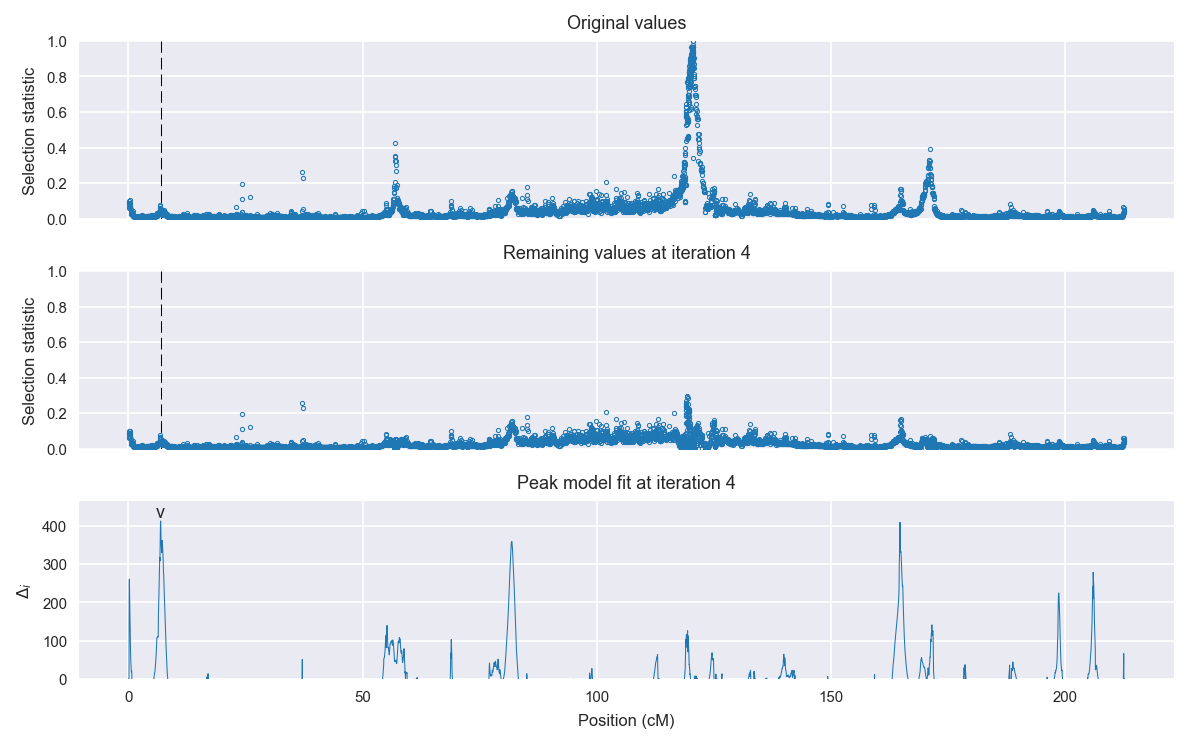 Original values
1.0
0.8
0.6
0.4
0.2
0.0
Selection statistic
Remaining values at iteration 4
1.0
0.8
0.6
0.4
0.2
0.0
Selection statistic
Peak model fit at iteration 4
v
400
300
200
100
0
Δi
0 50 100 150 200
Position (cM)